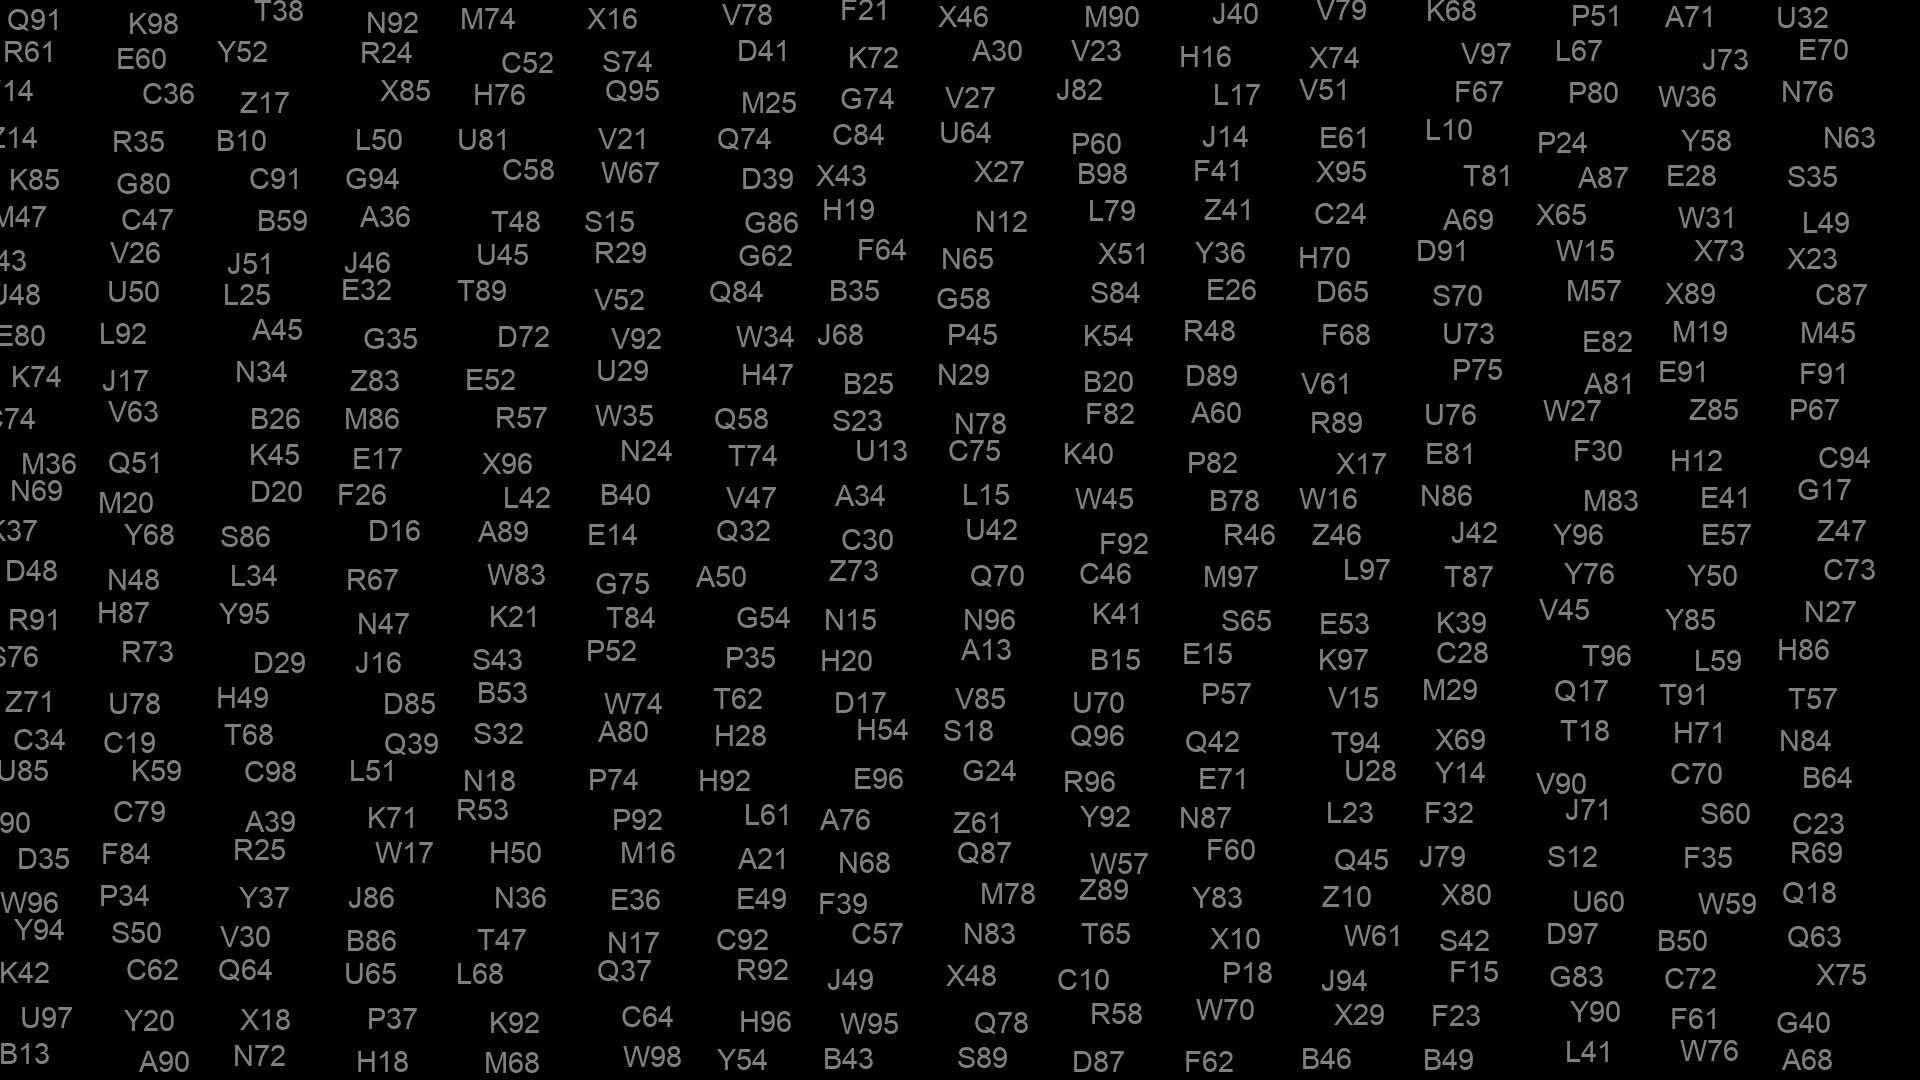 Q91 K98 T38 N92 M74 X16 V78 F21 X46 M90 J40 V79 K68 P51 A71 U32
R61 E60 Y52 R24 C52 S74 D41 K72 A30 V23 H16 X74 V97 L67 J73 E70
14 C36 Z17 X85 H76 Q95 M25 G74 V27 J82 L17 V51 F67 P80 W36 N76
Z14 R35 B10 L50 U81 V21 Q74 C84 U64 P60 J14 E61 L10 P24 Y58 N63
K85 G80 C91 G94 C58 W67 D39 X43 X27 B98 F41 X95 T81 A87 E28 S35
M47 C47 B59 A36 T48 S15 G86 H19 N12 L79 Z41 C24 A69 X65 W31 L49
43 V26 J51 J46 U45 R29 G62 F64 N65 X51 Y36 H70 D91 W15 X73 X23
J48 U50 L25 E32 T89 V52 Q84 B35 G58 S84 E26 D65 S70 M57 X89 C87
E80 L92 A45 G35 D72 V92 W34 J68 P45 K54 R48 F68 U73 E82 M19 M45
K74 J17 N34 Z83 E52 U29 H47 B25 N29 B20 D89 V61 P75 A81 E91 F91
74 V63 B26 M86 R57 W35 Q58 S23 N78 F82 A60 R89 U76 W27 Z85 P67
M36 Q51 K45 E17 X96 N24 T74 U13 C75 K40 P82 X17 E81 F30 H12 C94
N69 M20 D20 F26 L42 B40 V47 A34 L15 W45 B78 W16 N86 M83 E41 G17
K37 Y68 S86 D16 A89 E14 Q32 C30 U42 F92 R46 Z46 J42 Y96 E57 Z47
D48 N48 L34 R67 W83 G75 A50 Z73 Q70 C46 M97 L97 T87 Y76 Y50 C73
R91 H87 Y95 N47 K21 T84 G54 N15 N96 K41 S65 E53 K39 V45 Y85 N27
S76 R73 D29 J16 S43 P52 P35 H20 A13 B15 E15 K97 C28 T96 L59 H86
Z71 U78 H49 D85 B53 W74 T62 D17 V85 U70 P57 V15 M29 Q17 T91 T57
C34 C19 T68 Q39 S32 A80 H28 H54 S18 Q96 Q42 T94 X69 T18 H71 N84
U85 K59 C98 L51 N18 P74 H92 E96 G24 R96 E71 U28 Y14 V90 C70 B64
90 C79 A39 K71 R53 P92 L61 A76 Z61 Y92 N87 L23 F32 J71 S60 C23
D35 F84 R25 W17 H50 M16 A21 N68 Q87 W57 F60 Q45 J79 S12 F35 R69
W96 P34 Y37 J86 N36 E36 E49 F39 M78 Z89 Y83 Z10 X80 U60 W59 Q18
Y94 S50 V30 B86 T47 N17 C92 C57 N83 T65 X10 W61 S42 D97 B50 Q63
K42 C62 Q64 U65 L68 Q37 R92 J49 X48 C10 P18 J94 F15 G83 C72 X75
U97 Y20 X18 P37 K92 C64 H96 W95 Q78 R58 W70 X29 F23 Y90 F61 G40
B13 A90 N72 H18 M68 W98 Y54 B43 S89 D87 F62 B46 B49 L41 W76 A68